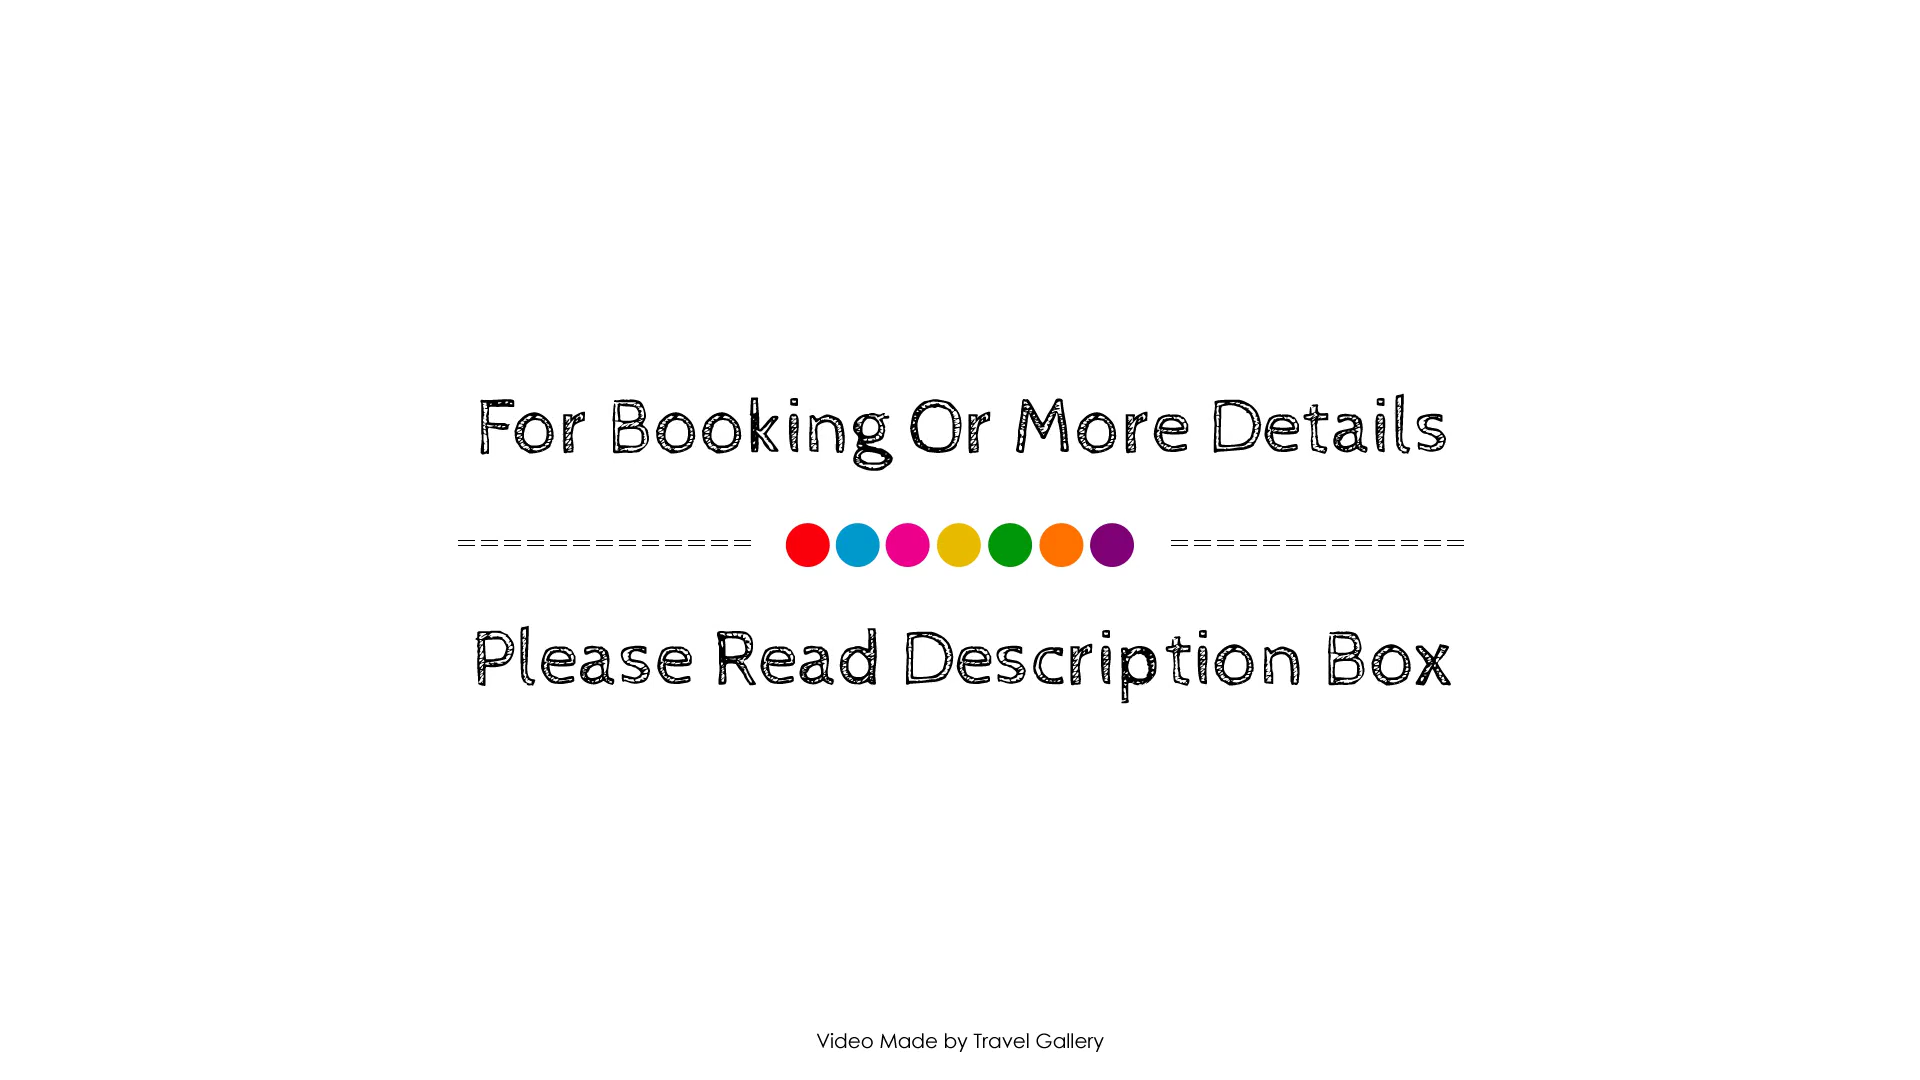 For Booking Or More Details
============= =============
Please Read Description Box
Video Made by Travel Gallery